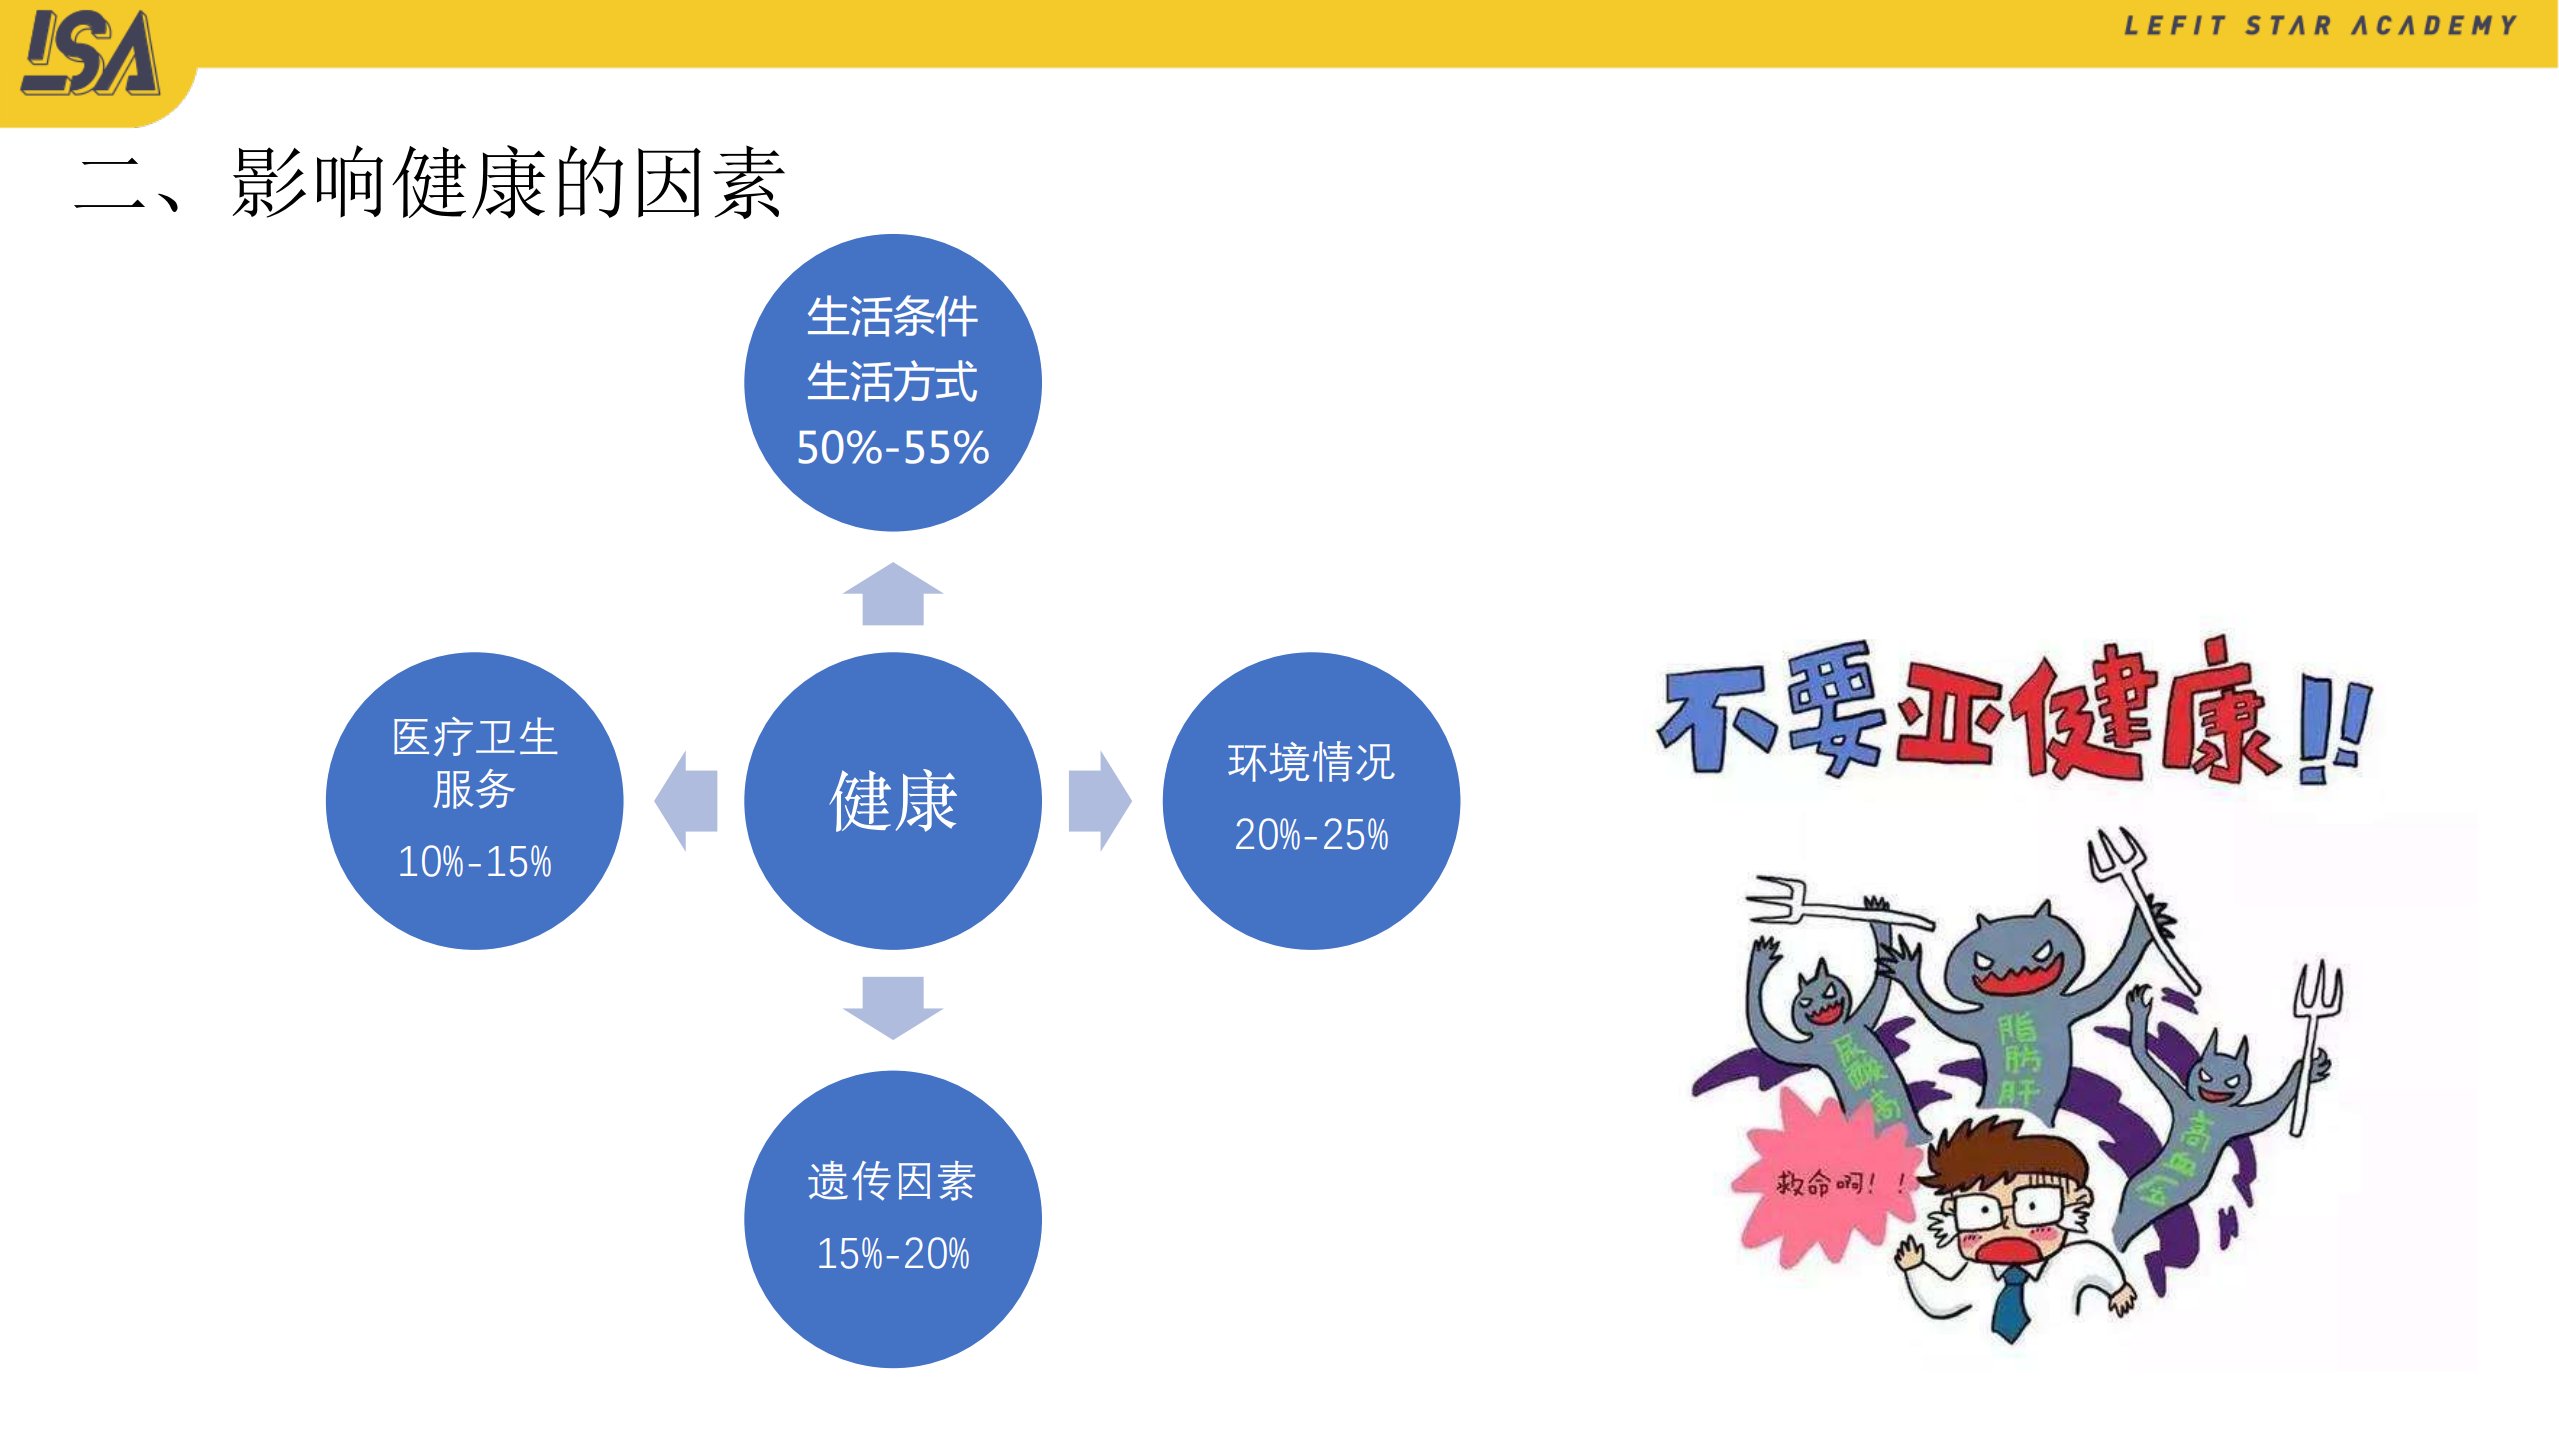 LSA
LEFIT STAR ACADEMY
二、影响健康的因素
生活条件
生活方式
50%-55%
医疗卫生
服务
10%-15%
健康
环境情况
20%-25%
遗传因素
15%-20%
不要亚健康!!
尿酸高
脂肪肝
高血压
救命啊！！